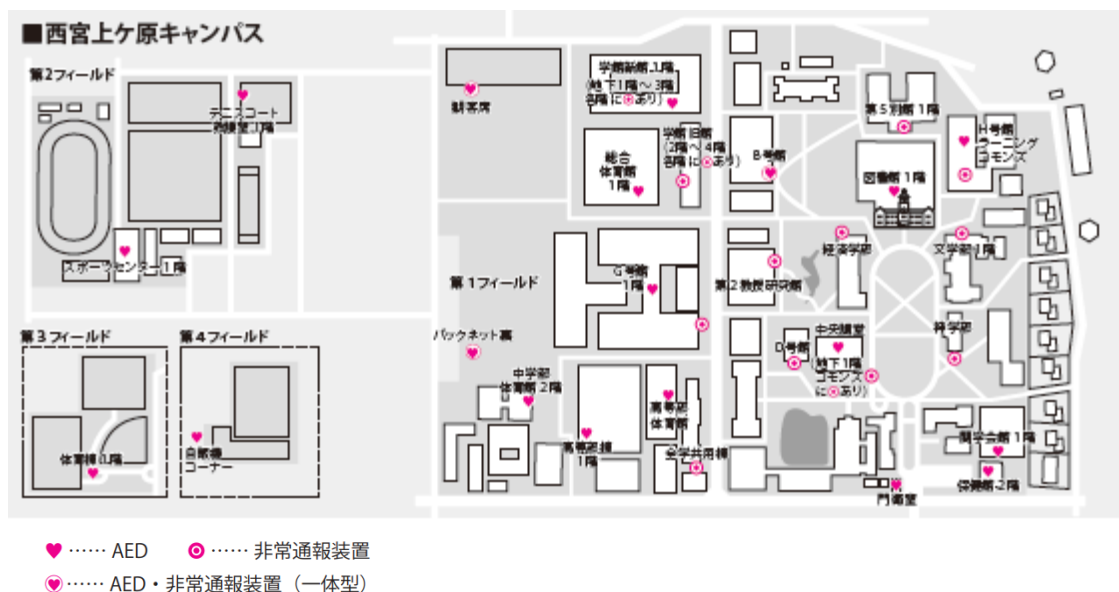 ■西宮上ケ原キャンパス
第2フィールド
テニスコート
1階
スポーツセンター1階
第3フィールド
体育棟1階
第4フィールド
自販機
コーナー
観客席
学館新館1階
(地下1階～3階
各階に◎あり)
総合
体育館
1階
学館旧館
(2階～4階
各階に◎あり)
B号館
第5別館1階
H号館
ラーニング
コモンズ
図書館1階
第1フィールド
G号館
1階
第2教授研究館
経済学部
文学部1階
バックネット裏
中学部
体育館2階
高等部棟
1階
高等部
体育館
全学共用棟
D号館
中央講堂
(地下1階
コモンズ
に◎あり)
神学部
関学会館1階
保健館2階
門衛室
♥……AED ◎……非常通報装置
♥……AED・非常通報装置（一体型）